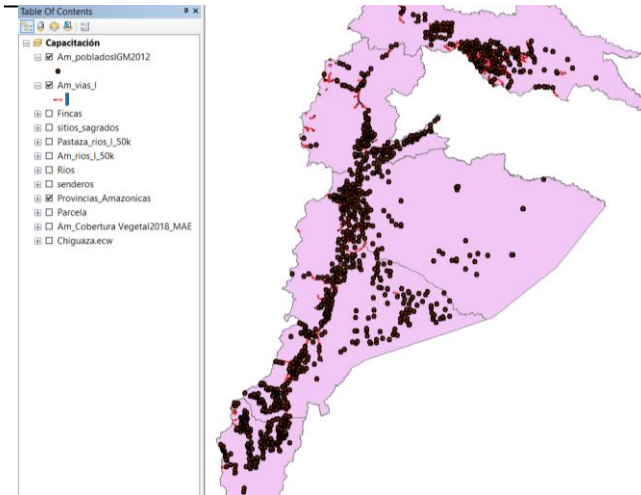 Table Of Contents
Capacitación
Am_pobladosIGM2012
Am_vias_l
Fincas
sitios_sagrados
Pastaza_rios_l_50k
Am_rios_l_50k
Rios
senderos
Provincias_Amazonicas
Parcela
Am_Cobertura Vegetal2018_MAE
Chiguaza.ecw